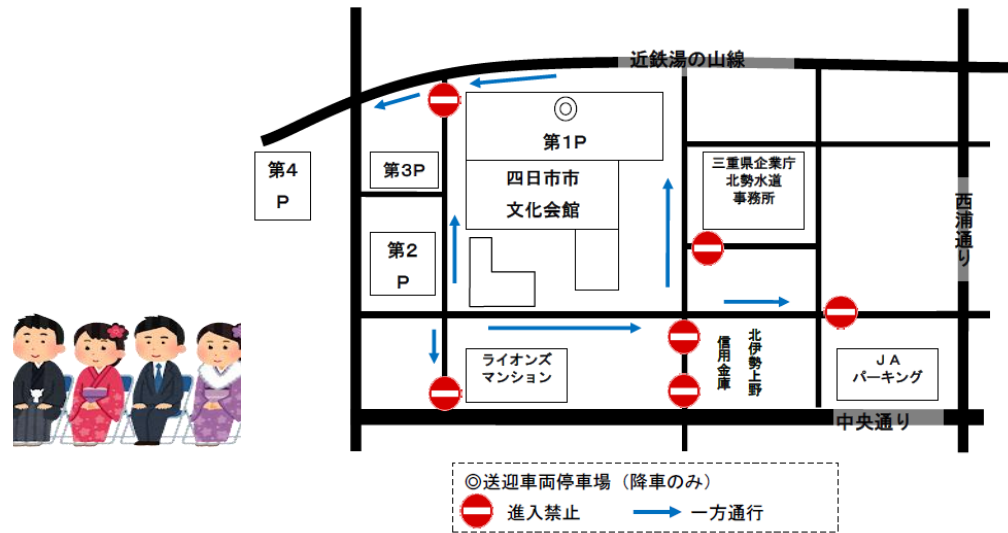 近鉄湯の山線
第1P
第3P
第4
P
四日市市
文化会館
三重県企業庁
北勢水道
事務所
西浦通り
第2
P
ライオンズ
マンション
北伊勢上野
信用金庫
JA
パーキング
中央通り
◎送迎車両停車場（降車のみ）
進入禁止
一方通行